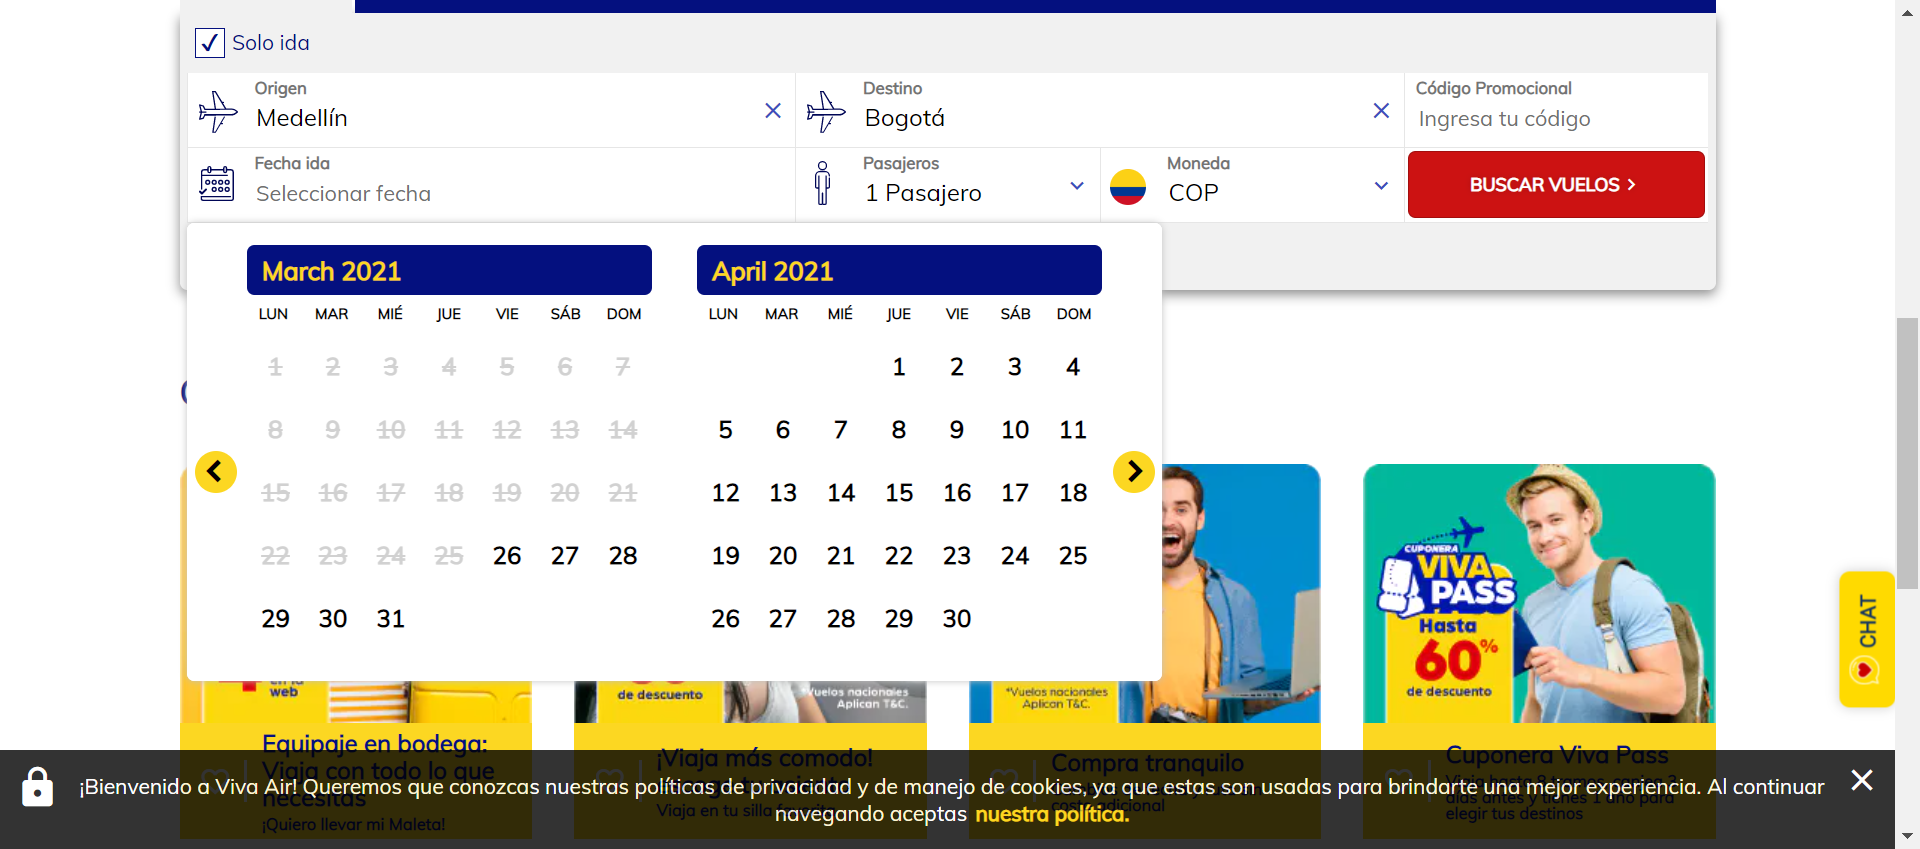 Solo ida
Origen
Medellín
Destino
Bogotá
Código Promocional
Ingresa tu código
Fecha ida
Seleccionar fecha
Pasajeros
1 Pasajero
Moneda
COP
BUSCAR VUELOS
March 2021
LUN MAR MIÉ JUE VIE SÁB DOM
1 2 3 4 5 6 7
8 9 10 11 12 13 14
15 16 17 18 19 20 21
22 23 24 25 26 27 28
29 30 31
April 2021
LUN MAR MIÉ JUE VIE SÁB DOM
1 2 3 4
5 6 7 8 9 10 11
12 13 14 15 16 17 18
19 20 21 22 23 24 25
26 27 28 29 30
en la
web
de descuento
*Vuelos nacionales
Aplican T&C.
*Vuelos nacionales
Aplican T&C.
CUPONERA
VIVA
PASS
Hasta
60%
de descuento
CHAT
Equipaje en bodega:
Viaja con todo lo que
necesitas
¡Quiero llevar mi Maleta!
¡Viaja más comodo!
Viaja en tu silla favorita
Compra tranquilo
costo adicional
Cuponera Viva Pass
días antes y tienes 1 año para
elegir tus destinos
¡Bienvenido a Viva Air! Queremos que conozcas nuestras políticas de privacidad y de manejo de cookies, ya que estas son usadas para brindarte una mejor experiencia. Al continuar
navegando aceptas nuestra política.